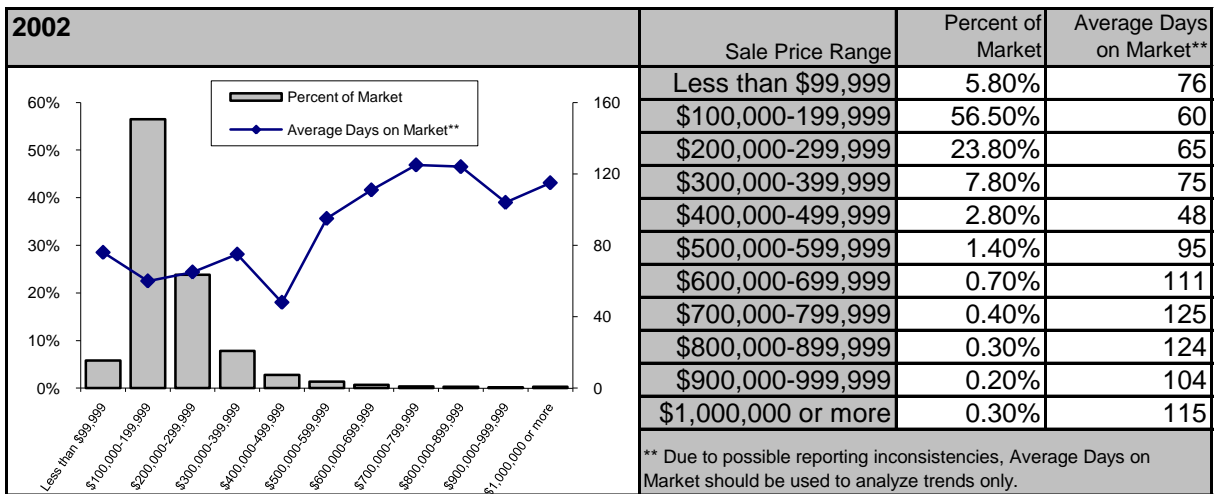 2002
Sale Price Range
Percent of
Market
Average Days
on Market**
60%
50%
40%
30%
20%
10%
0%
160
120
80
40
0
Percent of Market
Average Days on Market**
Less than $99,999
$100,000-199,999
$200,000-299,999
$300,000-399,999
$400,000-499,999
$500,000-599,999
$600,000-699,999
$700,000-799,999
$800,000-899,999
$900,000-999,999
$1,000,000 or more
Less than $99,999 5.80% 76
$100,000-199,999 56.50% 60
$200,000-299,999 23.80% 65
$300,000-399,999 7.80% 75
$400,000-499,999 2.80% 48
$500,000-599,999 1.40% 95
$600,000-699,999 0.70% 111
$700,000-799,999 0.40% 125
$800,000-899,999 0.30% 124
$900,000-999,999 0.20% 104
$1,000,000 or more 0.30% 115
** Due to possible reporting inconsistencies, Average Days on
Market should be used to analyze trends only.